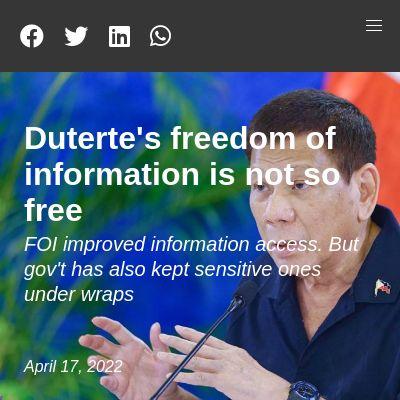 Duterte's freedom of
information is not so
free
FOI improved information access. But
gov't has also kept sensitive ones
under wraps
April 17, 2022